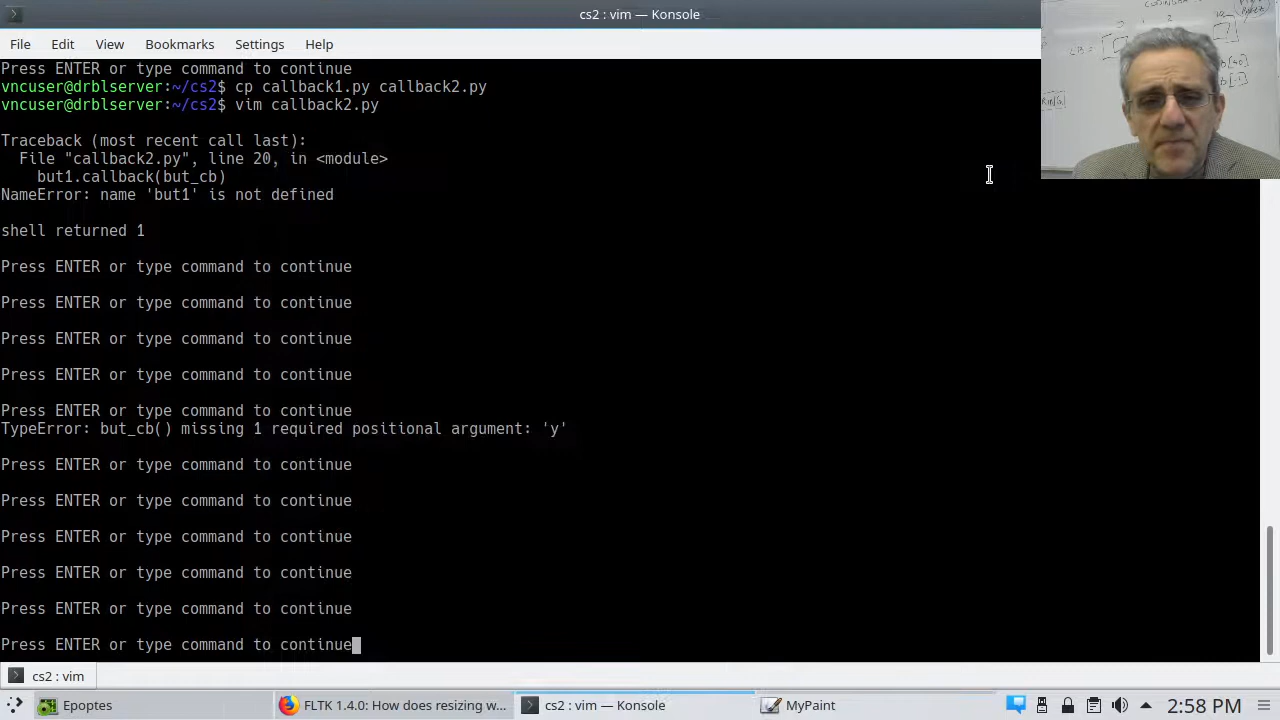 cs2 : vim — Konsole
File Edit View Bookmarks Settings Help
Press ENTER or type command to continue
vncuser@drblserver:~/cs2$ cp callback1.py callback2.py
vncuser@drblserver:~/cs2$ vim callback2.py
Traceback (most recent call last):
File "callback2.py", line 20, in <module>
but1.callback(but_cb)
NameError: name 'but1' is not defined
shell returned 1
Press ENTER or type command to continue
Press ENTER or type command to continue
Press ENTER or type command to continue
Press ENTER or type command to continue
Press ENTER or type command to continue
TypeError: but_cb() missing 1 required positional argument: 'y'
Press ENTER or type command to continue
Press ENTER or type command to continue
Press ENTER or type command to continue
Press ENTER or type command to continue
Press ENTER or type command to continue
Press ENTER or type command to continue
cs2 : vim
Epoptes
FLTK 1.4.0: How does resizing w...
cs2 : vim — Konsole
MyPaint
2:58 PM